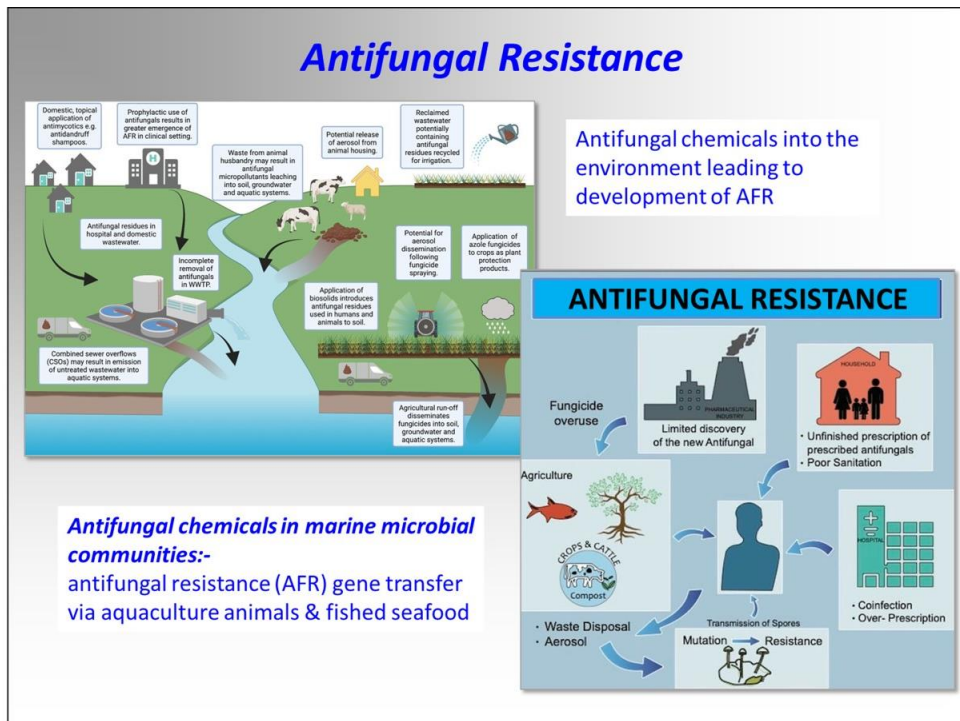 Antifungal Resistance
Domestic, topical
application of
antimycotics e.g.
antidandruff
shampoos.
Prophylactic use of
antifungals results in
greater emergence of
AFR in clinical setting.
Waste from animal
husbandry may result in
antifungal
micropollutants leaching
into soil, groundwater
and aquatic systems.
Potential release
of aerosol from
animal housing.
Reclaimed
wastewater
potentially
containing
antifungal
residues recycled
for irrigation.
H
Antifungal residues in
hospital and domestic
wastewater.
Incomplete
removal of
antifungals
in WWTP.
Potential for
aerosol
dissemination
following
fungicide
spraying.
Application of
azole fungicides
to crops as plant
protection
products.
Application of
biosolids introduces
antifungal residues
used in humans and
animals to soil.
Combined sewer overflows
(CSOs) may result in emission
of untreated wastewater into
aquatic systems.
Agricultural run-off
disseminates
fungicides into soil,
groundwater and
aquatic systems.
Antifungal chemicals into the
environment leading to
development of AFR
ANTIFUNGAL RESISTANCE
Fungicide
overuse
PHARMACEUTICAL
INDUSTRY
Limited discovery
of the new Antifungal
HOUSEHOLD
• Unfinished prescription of
prescribed antifungals
• Poor Sanitation
Agriculture
CROPS & CATTLE
Compost
HOSPITAL
• Coinfection
• Over- Prescription
• Waste Disposal
• Aerosol
Transmission of Spores
Mutation Resistance
Antifungal chemicals in marine microbial
communities:-
antifungal resistance (AFR) gene transfer
via aquaculture animals & fished seafood